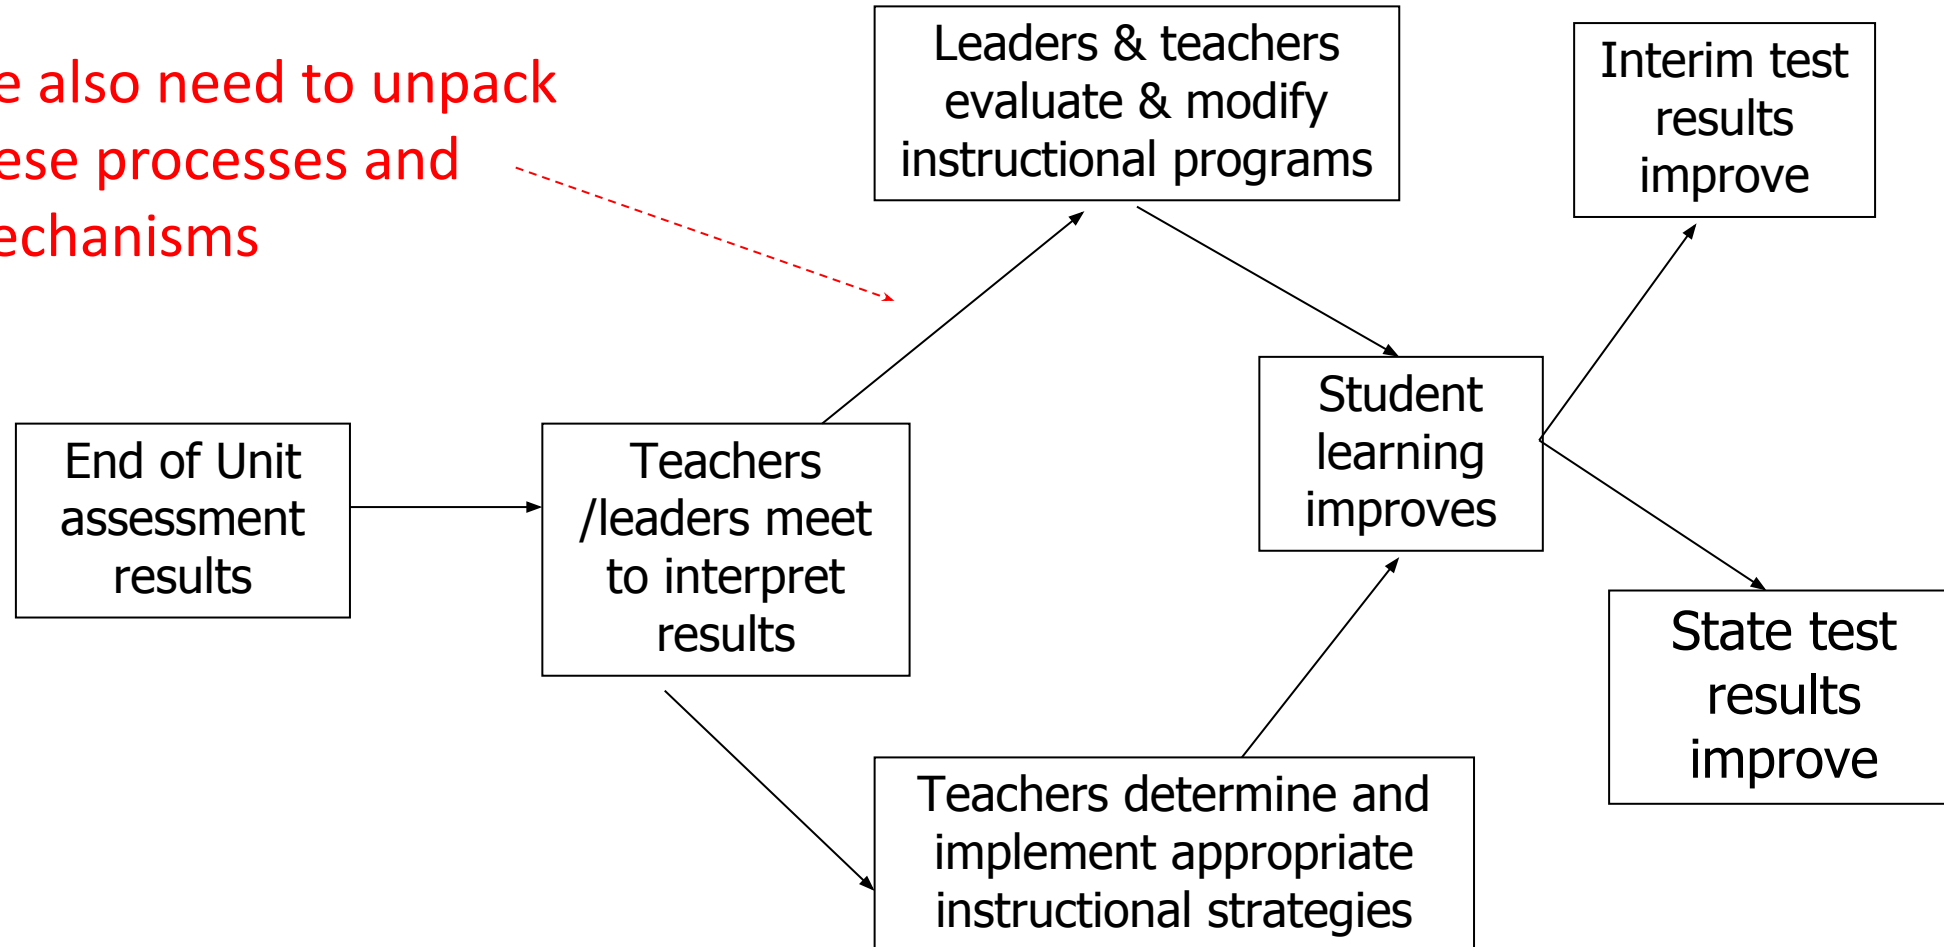 e also need to unpack
ese processes and
echanisms
Leaders & teachers
evaluate & modify
instructional programs
Interim test
results
improve
End of Unit
assessment
results
Teachers
/leaders meet
to interpret
results
Student
learning
improves
State test
results
improve
Teachers determine and
implement appropriate
instructional strategies